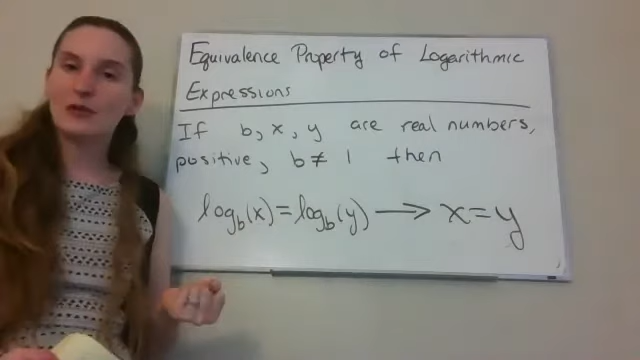 Equivalence Property of Logarithmic
Expressions
If b, x, y are real numbers,
positive, b ≠ 1 then
log_b(x) = log_b(y) → x = y